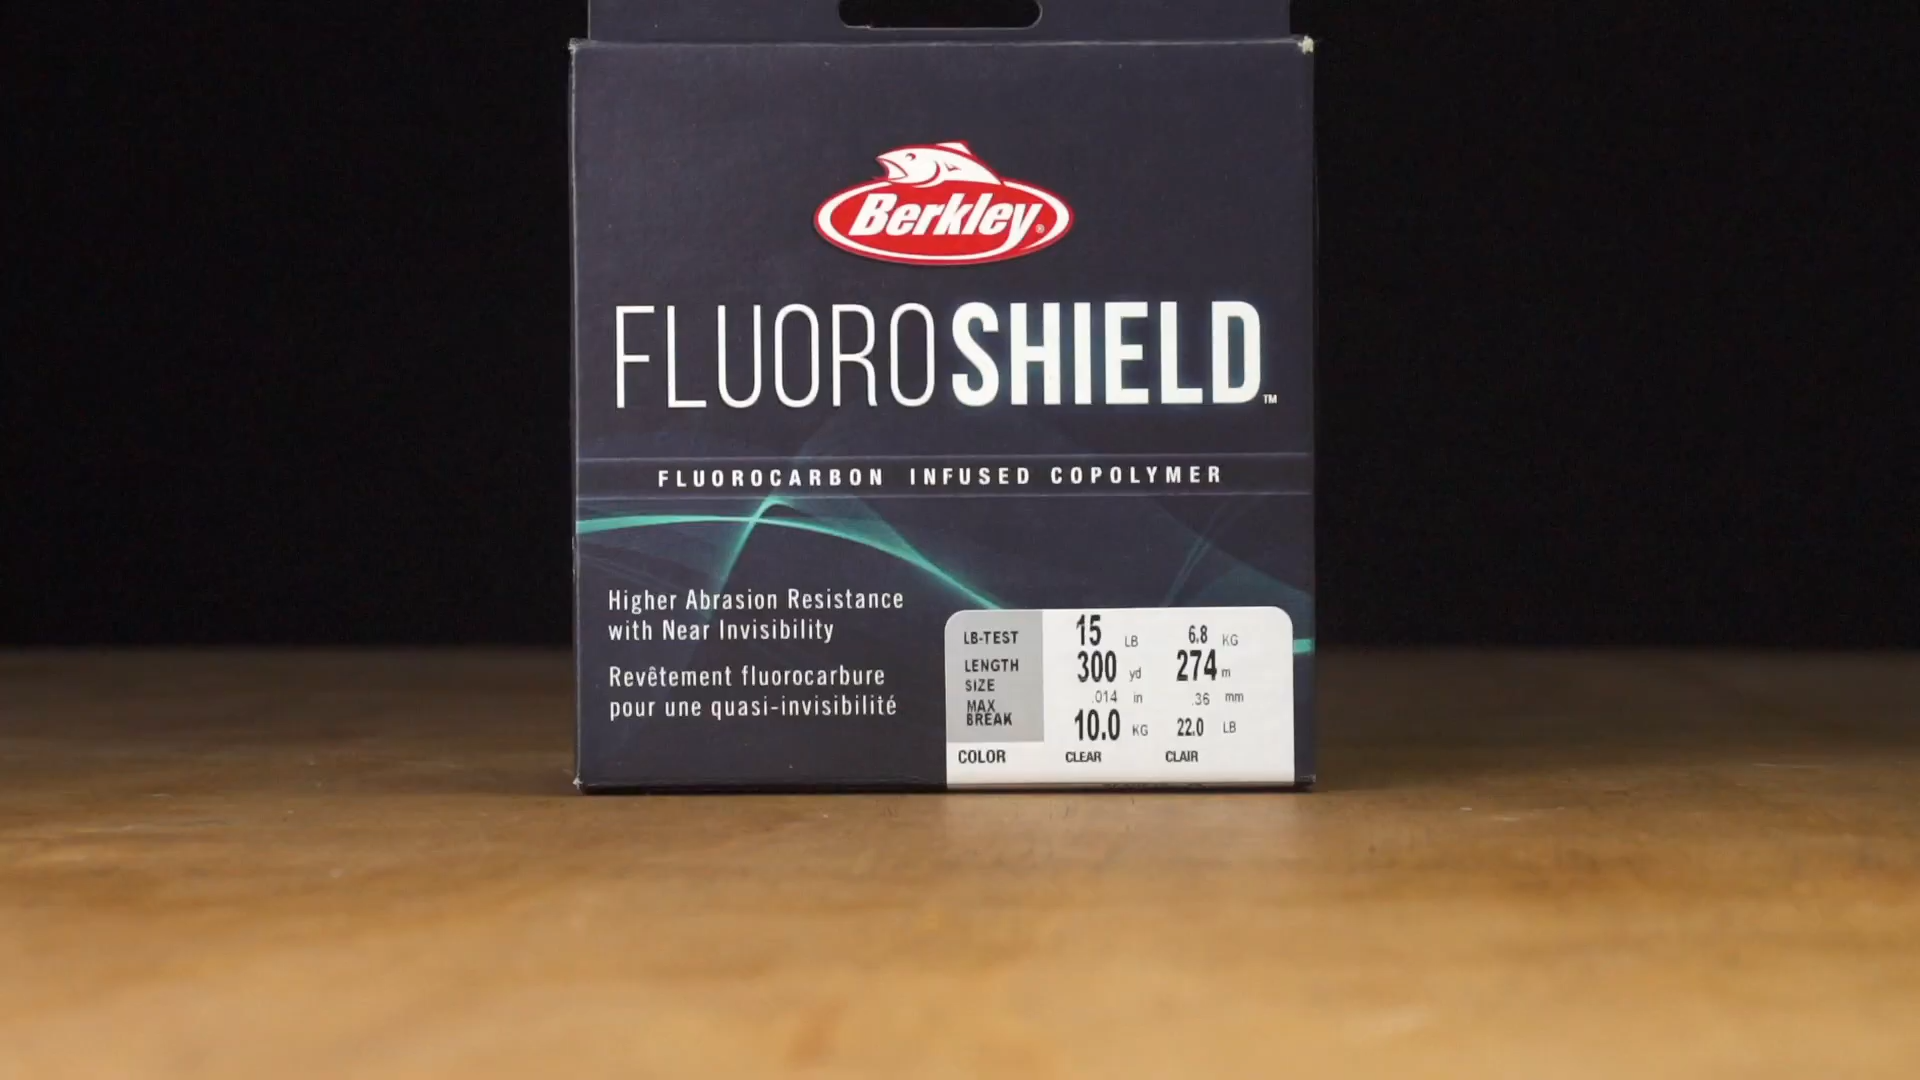 Berkley®
FLUOROSHIELD™
FLUOROCARBON INFUSED COPOLYMER
Higher Abrasion Resistance
with Near Invisibility
Revêtement fluorocarbure
pour une quasi-invisibilité
LB-TEST 15 LB 6.8 KG
LENGTH 300 yd 274 m
SIZE .014 in .36 mm
MAX
BREAK 10.0 KG 22.0 LB
COLOR CLEAR CLAIR